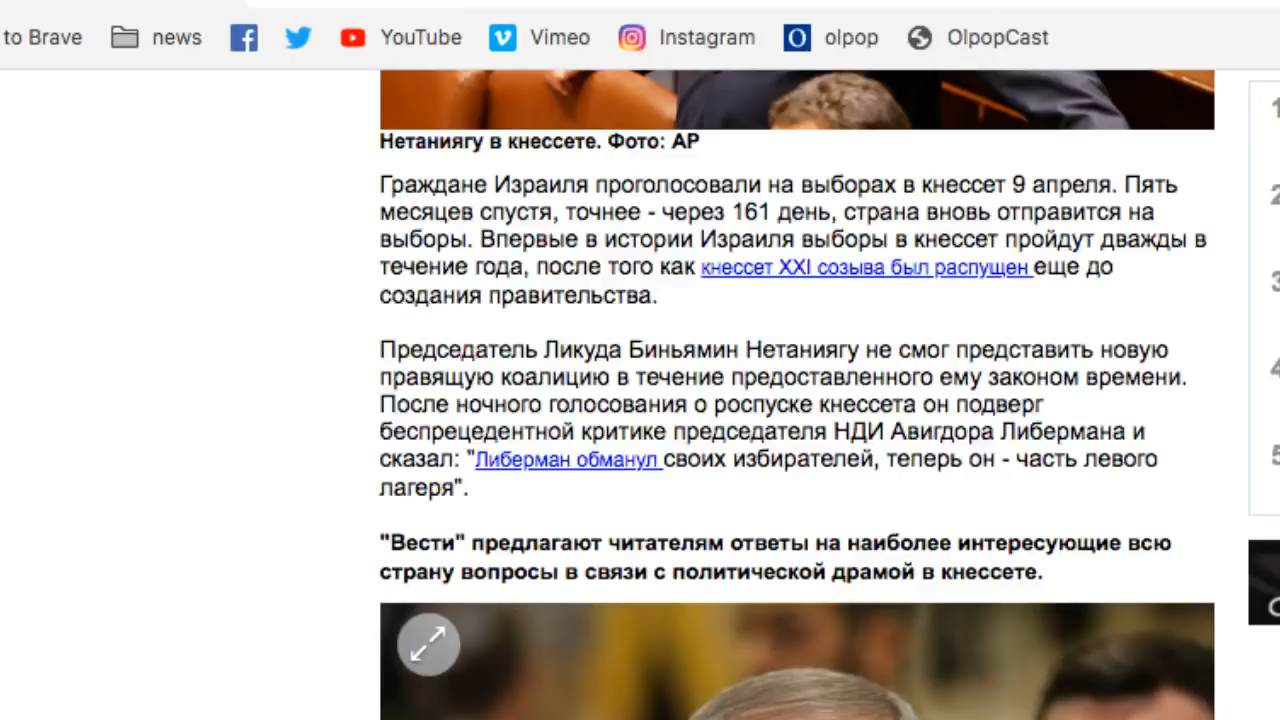 to Brave news YouTube Vimeo Instagram olpop OlpopCast
Нетаниягу в кнессете. Фото: AP
Граждане Израиля проголосовали на выборах в кнессет 9 апреля. Пять
месяцев спустя, точнее - через 161 день, страна вновь отправится на
выборы. Впервые в истории Израиля выборы в кнессет пройдут дважды в
течение года, после того как кнессет XXI созыва был распущен еще до
создания правительства.
Председатель Ликуда Биньямин Нетаниягу не смог представить новую
правящую коалицию в течение предоставленного ему законом времени.
После ночного голосования о роспуске кнессета он подверг
беспрецедентной критике председателя НДИ Авигдора Либермана и
сказал: "Либерман обманул своих избирателей, теперь он - часть левого
лагеря".
"Вести" предлагают читателям ответы на наиболее интересующие всю
страну вопросы в связи с политической драмой в кнессете.
1
2
3
4
5